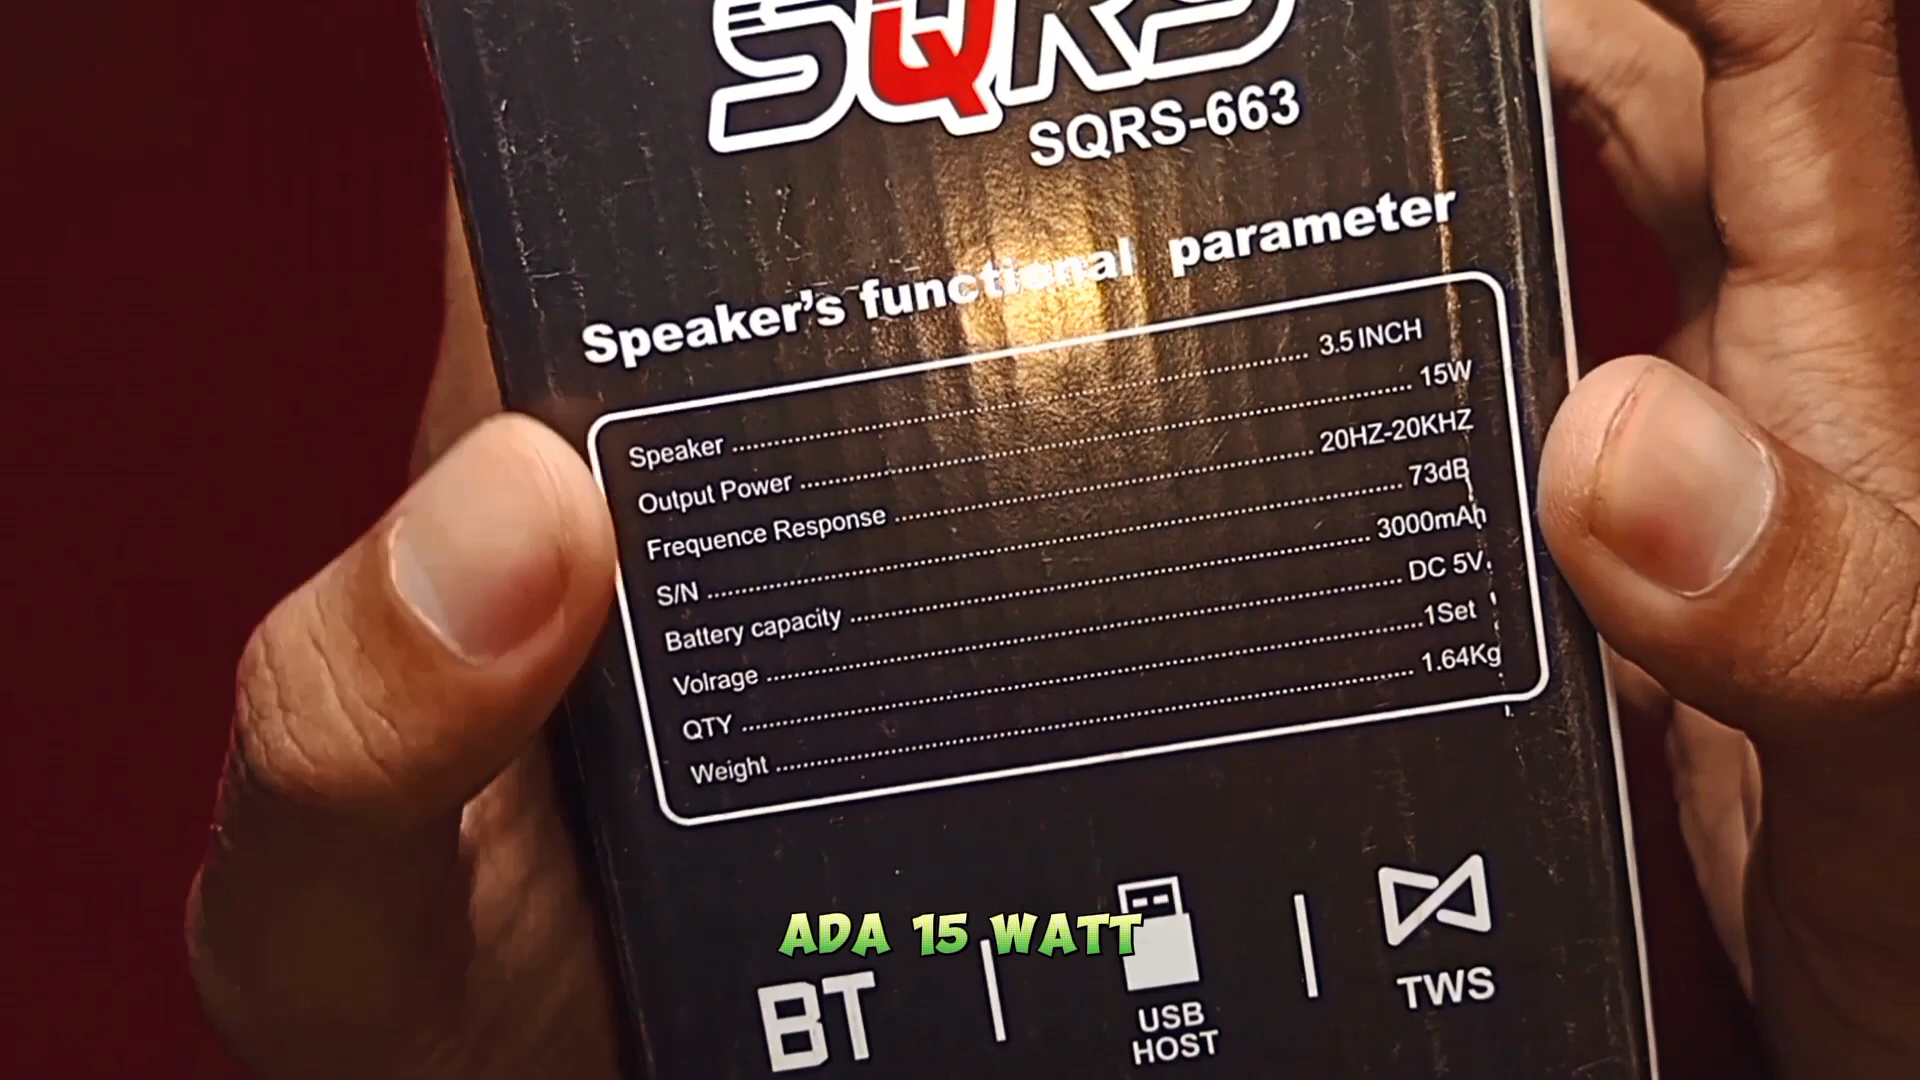 SQRS
SQRS-663
Speaker's functional parameter
Speaker ........ 3.5 INCH
Output Power ........ 15W
Frequence Response ........ 20HZ-20KHZ
S/N ........ 73dB
Battery capacity ........ 3000mAh
Volrage ........ DC 5V
QTY ........ 1Set
Weight ........ 1.64Kg
ADA 15 WATT
BT
USB
HOST
TWS